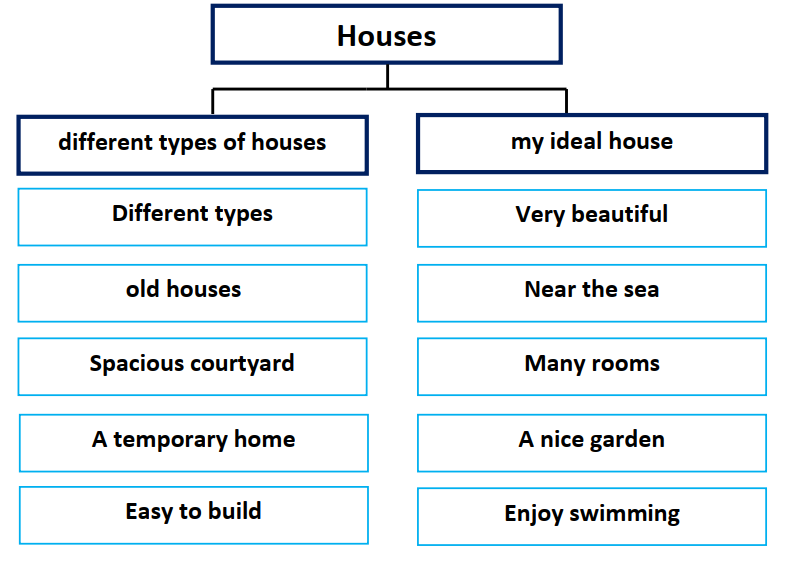 Houses
different types of houses
my ideal house
Different types
Very beautiful
old houses
Near the sea
Spacious courtyard
Many rooms
A temporary home
A nice garden
Easy to build
Enjoy swimming